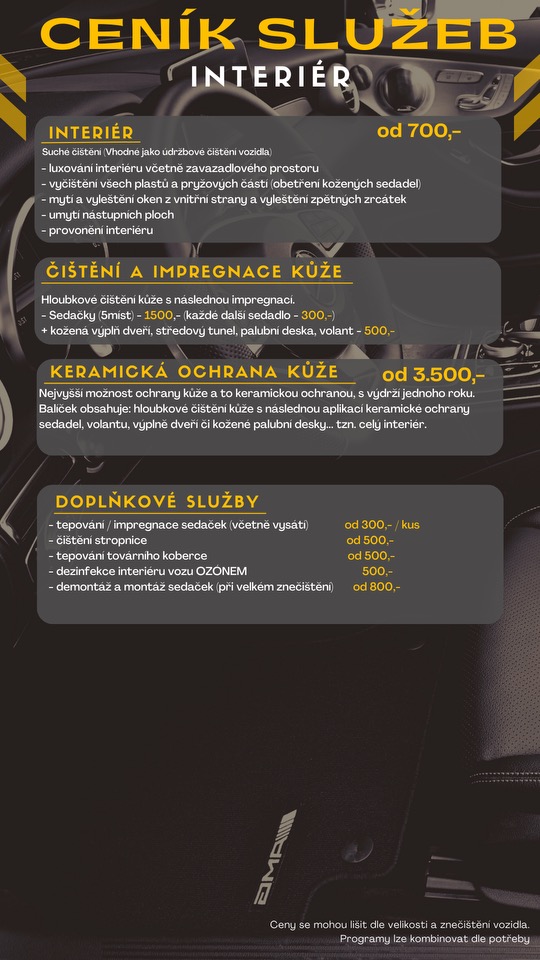 CENÍK SLUŽEB
INTERIÉR
INTERIÉR od 700,-
Suché čištění (Vhodné jako údržbové čištění vozidla)
- luxování interiéru včetně zavazadlového prostoru
- vyčištění všech plastů a pryžových částí (obetření kožených sedadel)
- mytí a vyleštění oken z vnitřní strany a vyleštění zpětných zrcátek
- umytí nástupních ploch
- provonění interiéru
ČIŠTĚNÍ A IMPREGNACE KŮŽE
Hloubkové čištění kůže s následnou impregnací.
- Sedačky (5míst) - 1500,- (každé další sedadlo - 300,-)
+ kožená výplň dveří, středový tunel, palubní deska, volant - 500,-
KERAMICKÁ OCHRANA KŮŽE od 3.500,-
Nejvyšší možnost ochrany kůže a to keramickou ochranou, s výdrží jednoho roku.
Balíček obsahuje: hloubkové čištění kůže s následnou aplikací keramické ochrany
sedadel, volantu, výplně dveří či kožené palubní desky... tzn. celý interiér.
DOPLŇKOVÉ SLUŽBY
- tepování / impregnace sedaček (včetně vysátí) od 300,- / kus
- čištění stropnice od 500,-
- tepování továrního koberce od 500,-
- dezinfekce interiéru vozu OZÓNEM 500,-
- demontáž a montáž sedaček (při velkém znečištění) od 800,-
AMG
Ceny se mohou lišit dle velikosti a znečištění vozidla.
Programy lze kombinovat dle potřeby